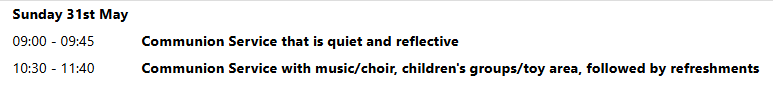 Sunday 31st May
09:00 - 09:45 Communion Service that is quiet and reflective
10:30 - 11:40 Communion Service with music/choir, children's groups/toy area, followed by refreshments